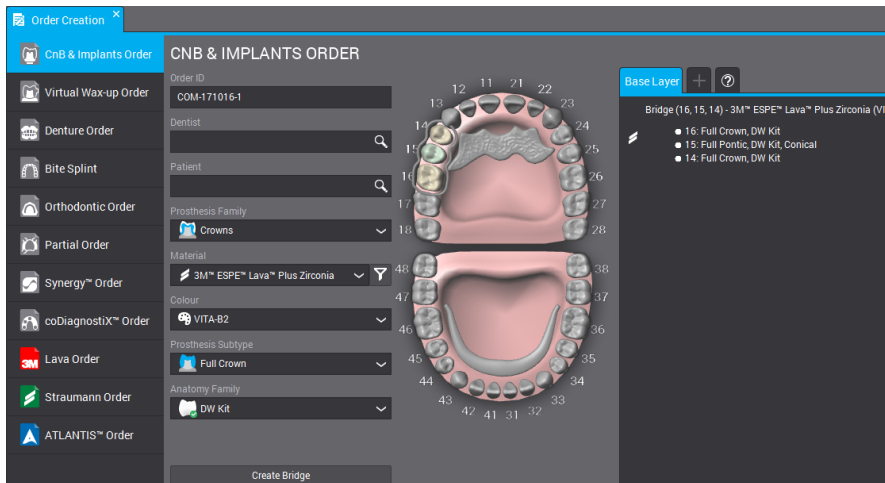 Order Creation ×
CnB & Implants Order
Virtual Wax-up Order
Denture Order
Bite Splint
Orthodontic Order
Partial Order
Synergy™ Order
coDiagnostiX™ Order
3M
Lava Order
Straumann Order
ATLANTIS™ Order
CNB & IMPLANTS ORDER
Order ID
COM-171016-1
Dentist
Patient
Prosthesis Family
Crowns
Material
3M™ ESPE™ Lava™ Plus Zirconia
Colour
VITA-B2
Prosthesis Subtype
Full Crown
Anatomy Family
DW Kit
Create Bridge
12 11 21 22
13 23
14 24
15 25
16 26
17 27
18 28
48 38
47 37
46 36
45 35
44 34
43 33
42 41 31 32
Base Layer + ?
Bridge (16, 15, 14) - 3M™ ESPE™ Lava™ Plus Zirconia (VI
16: Full Crown, DW Kit
15: Full Pontic, DW Kit, Conical
14: Full Crown, DW Kit